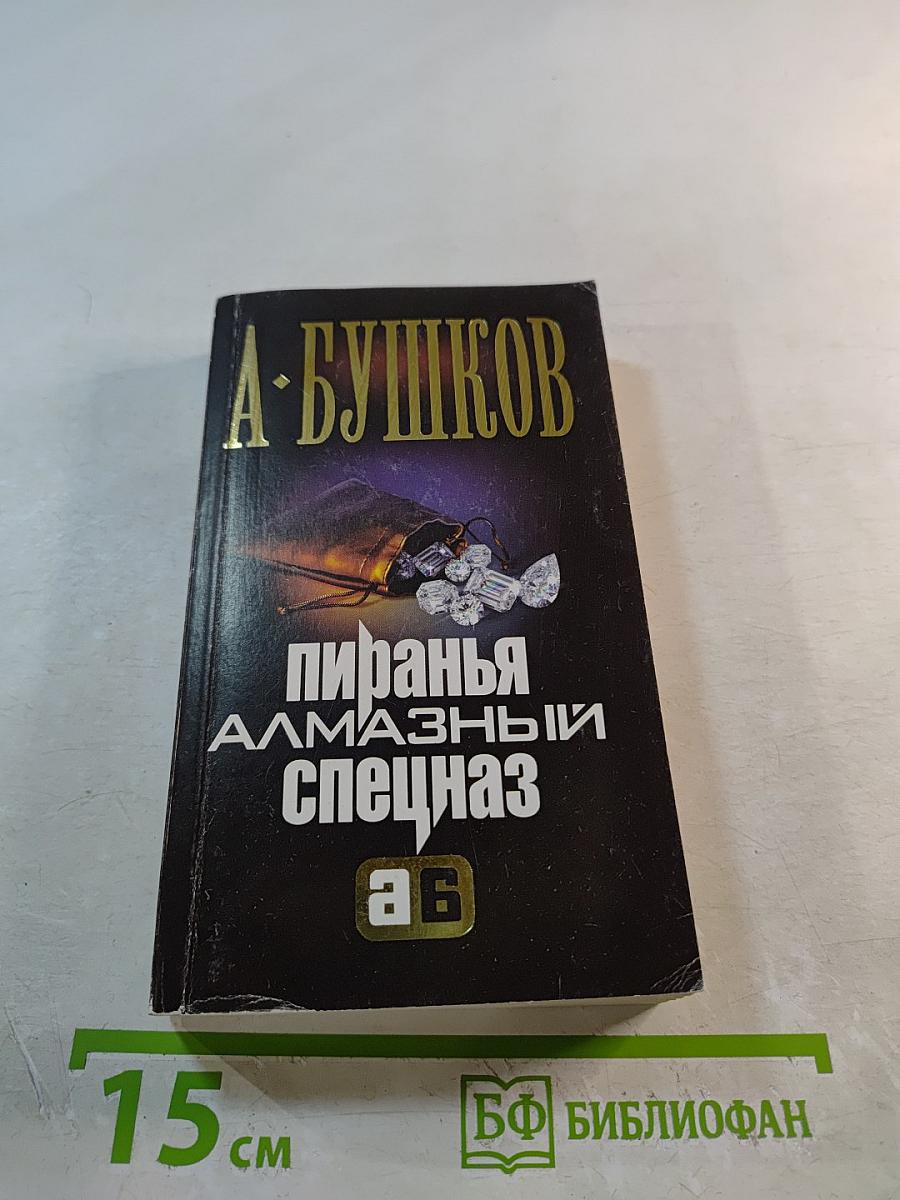 А·БУШКОВ
ПИРАНЬЯ
АЛМАЗНЫЙ
СПЕЦНАЗ
аБ
15 см
БФ БИБЛИОФАН